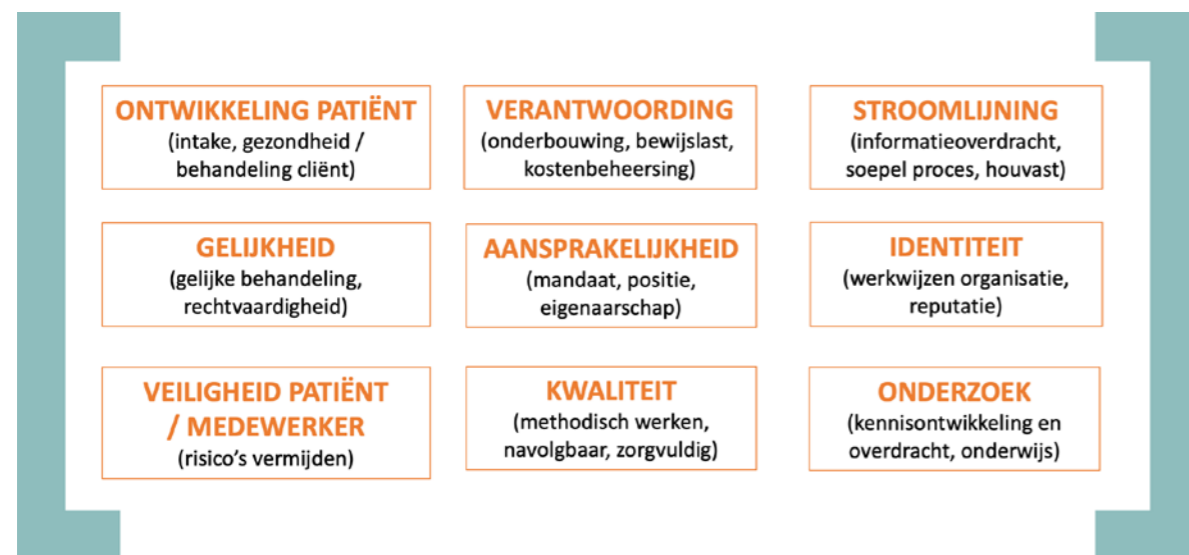 ONTWIKKELING PATIËNT
(intake, gezondheid /
behandeling cliënt)
VERANTWOORDING
(onderbouwing, bewijslast,
kostenbeheersing)
STROOMLIJNING
(informatieoverdracht,
soepel proces, houvast)
GELIJKHEID
(gelijke behandeling,
rechtvaardigheid)
AANSPRAKELIJKHEID
(mandaat, positie,
eigenaarschap)
IDENTITEIT
(werkwijzen organisatie,
reputatie)
VEILIGHEID PATIËNT
/ MEDEWERKER
(risico's vermijden)
KWALITEIT
(methodisch werken,
navolgbaar, zorgvuldig)
ONDERZOEK
(kennisontwikkeling en
overdracht, onderwijs)